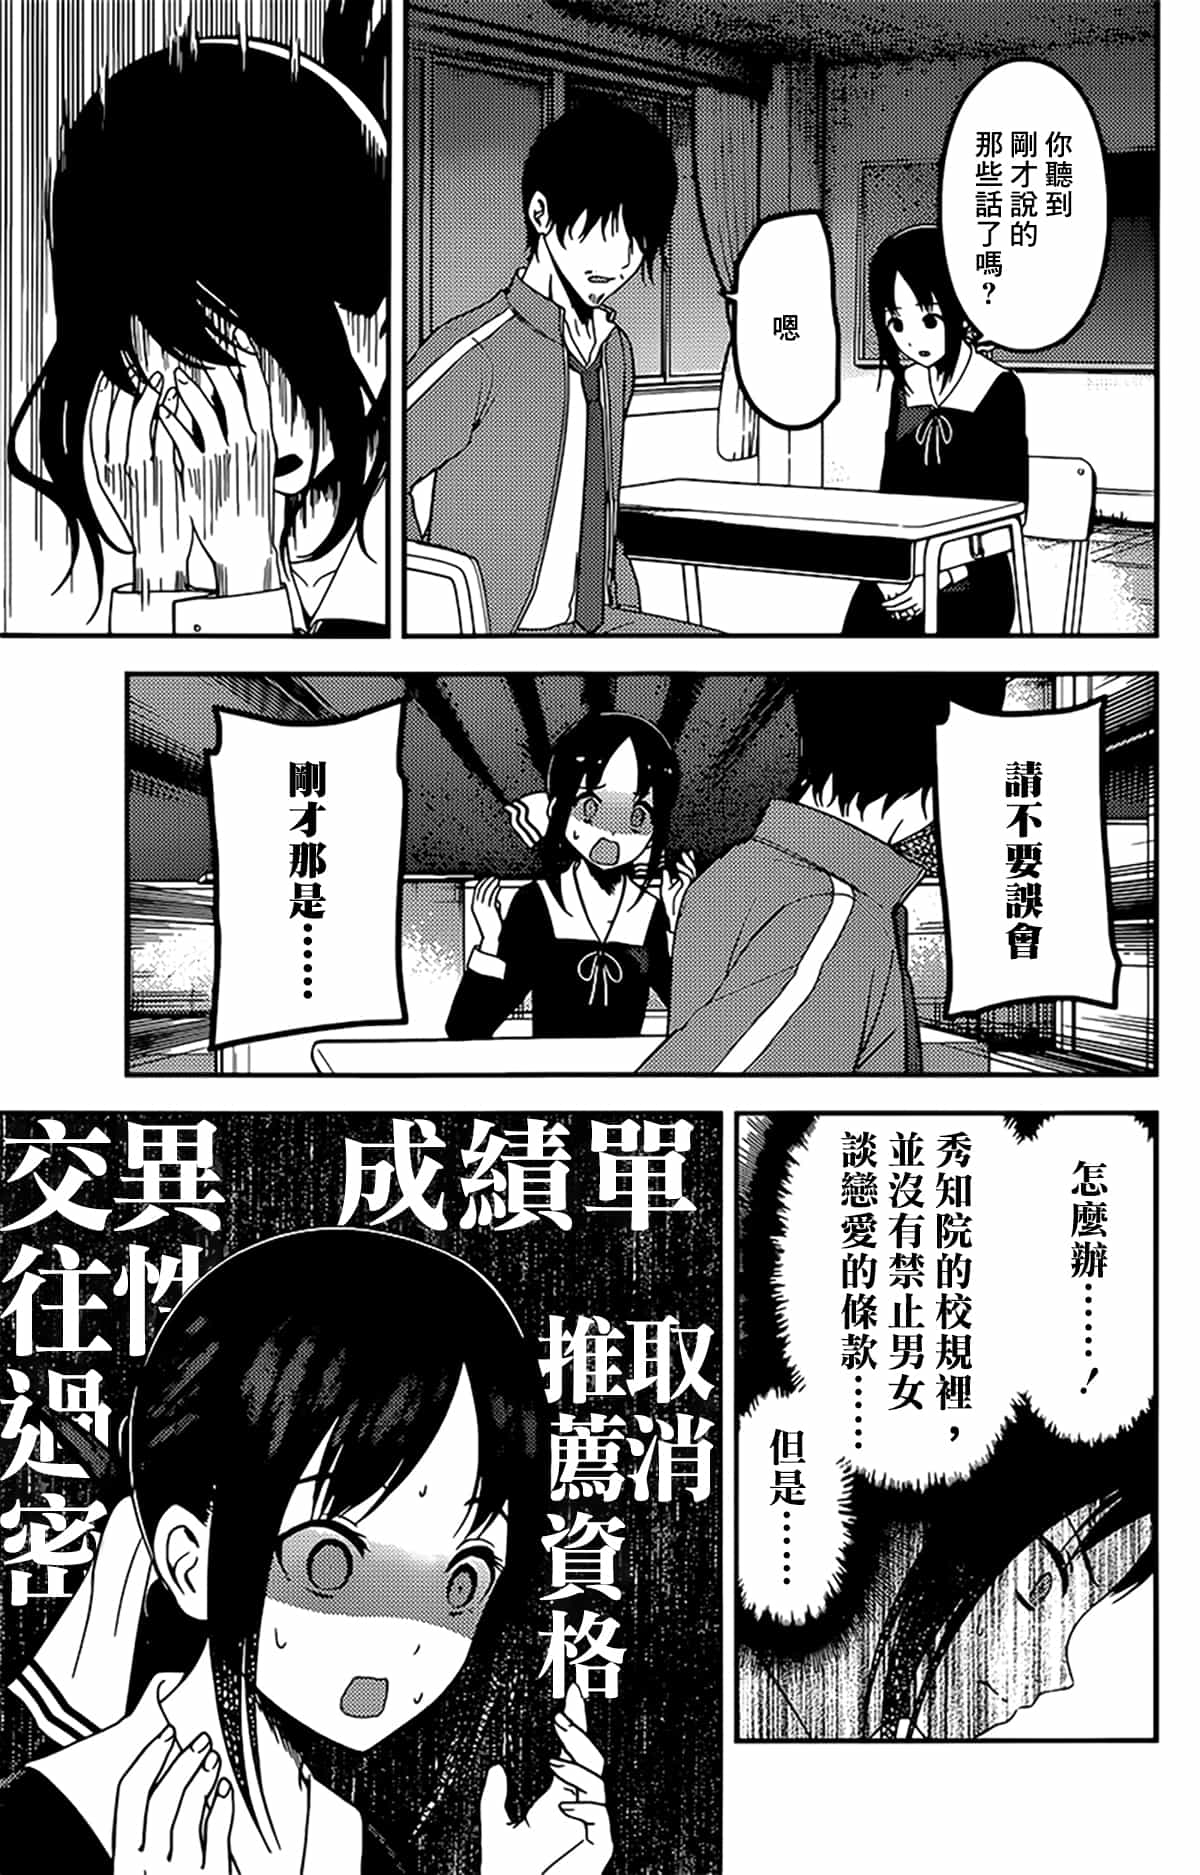 你聽到
剛才說的
那些話了嗎?
嗯
請不要誤會
剛才那是……
怎麼辦………!
秀知院的校規裡，
並沒有禁止男女
談戀愛的條款……
但是……
成績單
取消
推薦資格
異性
交往過密